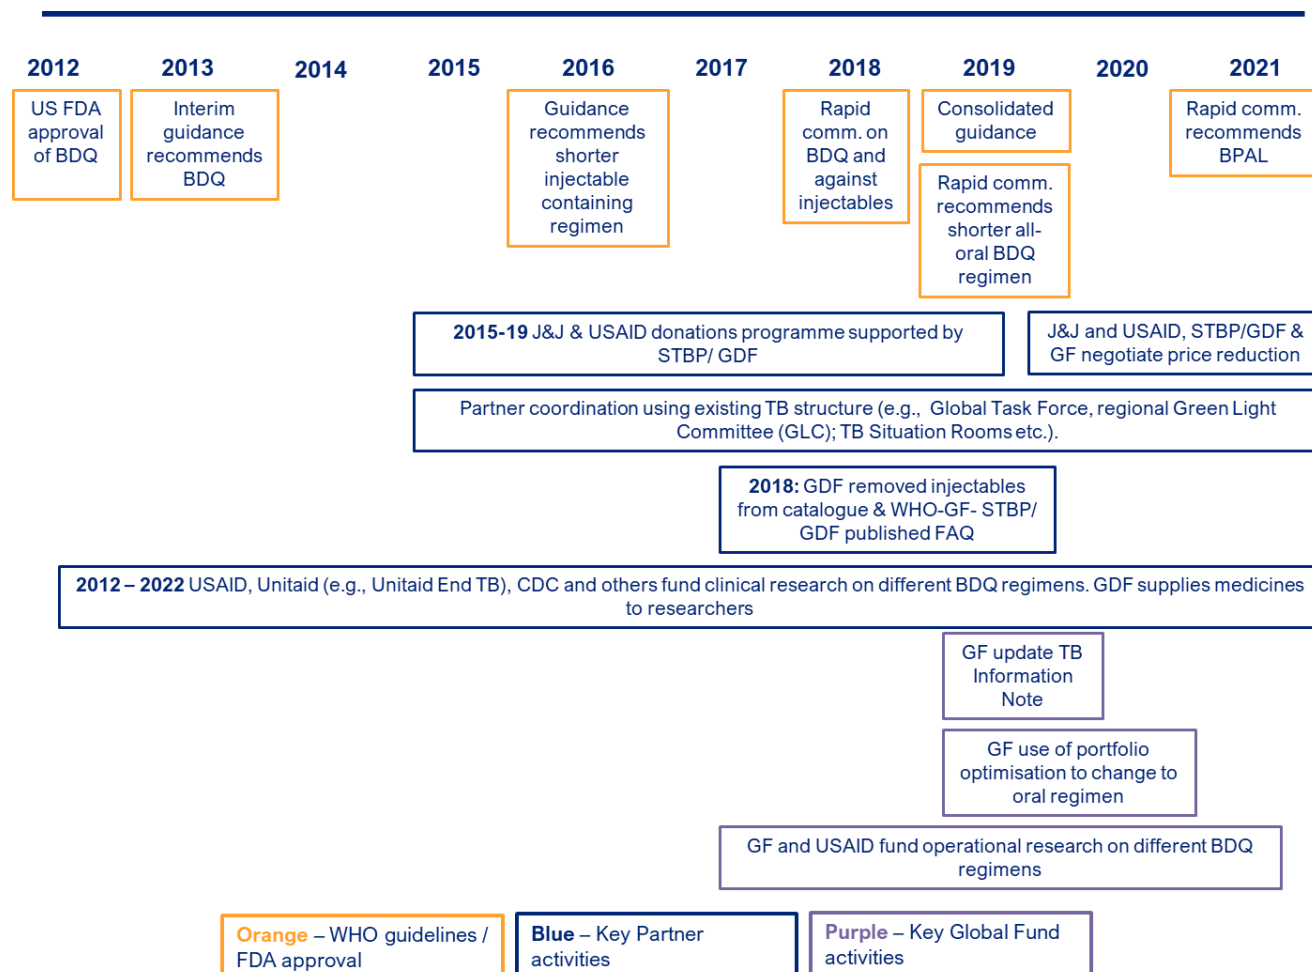 2012
2013
2014
2015
2016
2017
2018
2019
2020
2021
US FDA
approval
of BDQ
Interim
guidance
recommends
BDQ
Guidance
recommends
shorter
injectable
containing
regimen
Rapid
comm. on
BDQ and
against
injectables
Consolidated
guidance
Rapid comm.
recommends
shorter all-
oral BDQ
regimen
Rapid comm.
recommends
BPAL
2015-19 J&J & USAID donations programme supported by
STBP/ GDF
J&J and USAID, STBP/GDF &
GF negotiate price reduction
Partner coordination using existing TB structure (e.g., Global Task Force, regional Green Light
Committee (GLC); TB Situation Rooms etc.).
2018: GDF removed injectables
from catalogue & WHO-GF- STBP/
GDF published FAQ
2012 – 2022 USAID, Unitaid (e.g., Unitaid End TB), CDC and others fund clinical research on different BDQ regimens. GDF supplies medicines
to researchers
GF update TB
Information
Note
GF use of portfolio
optimisation to change to
oral regimen
GF and USAID fund operational research on different BDQ
regimens
Orange – WHO guidelines /
FDA approval
Blue – Key Partner
activities
Purple – Key Global Fund
activities